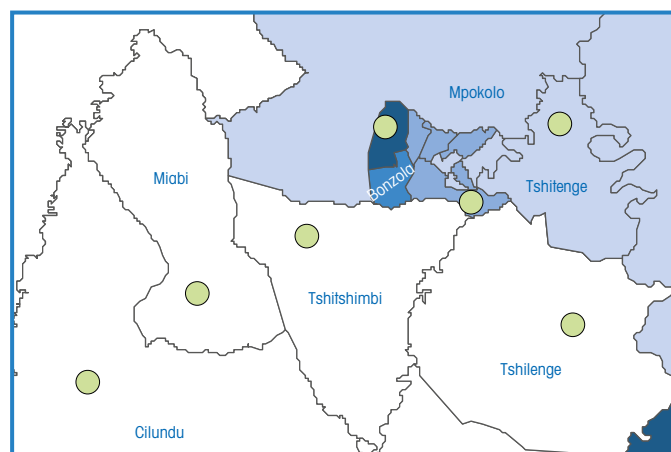 Mpokolo
Miabi
Bonzola
Tshitenge
Tshitshimbi
Tshilenge
Cilundu